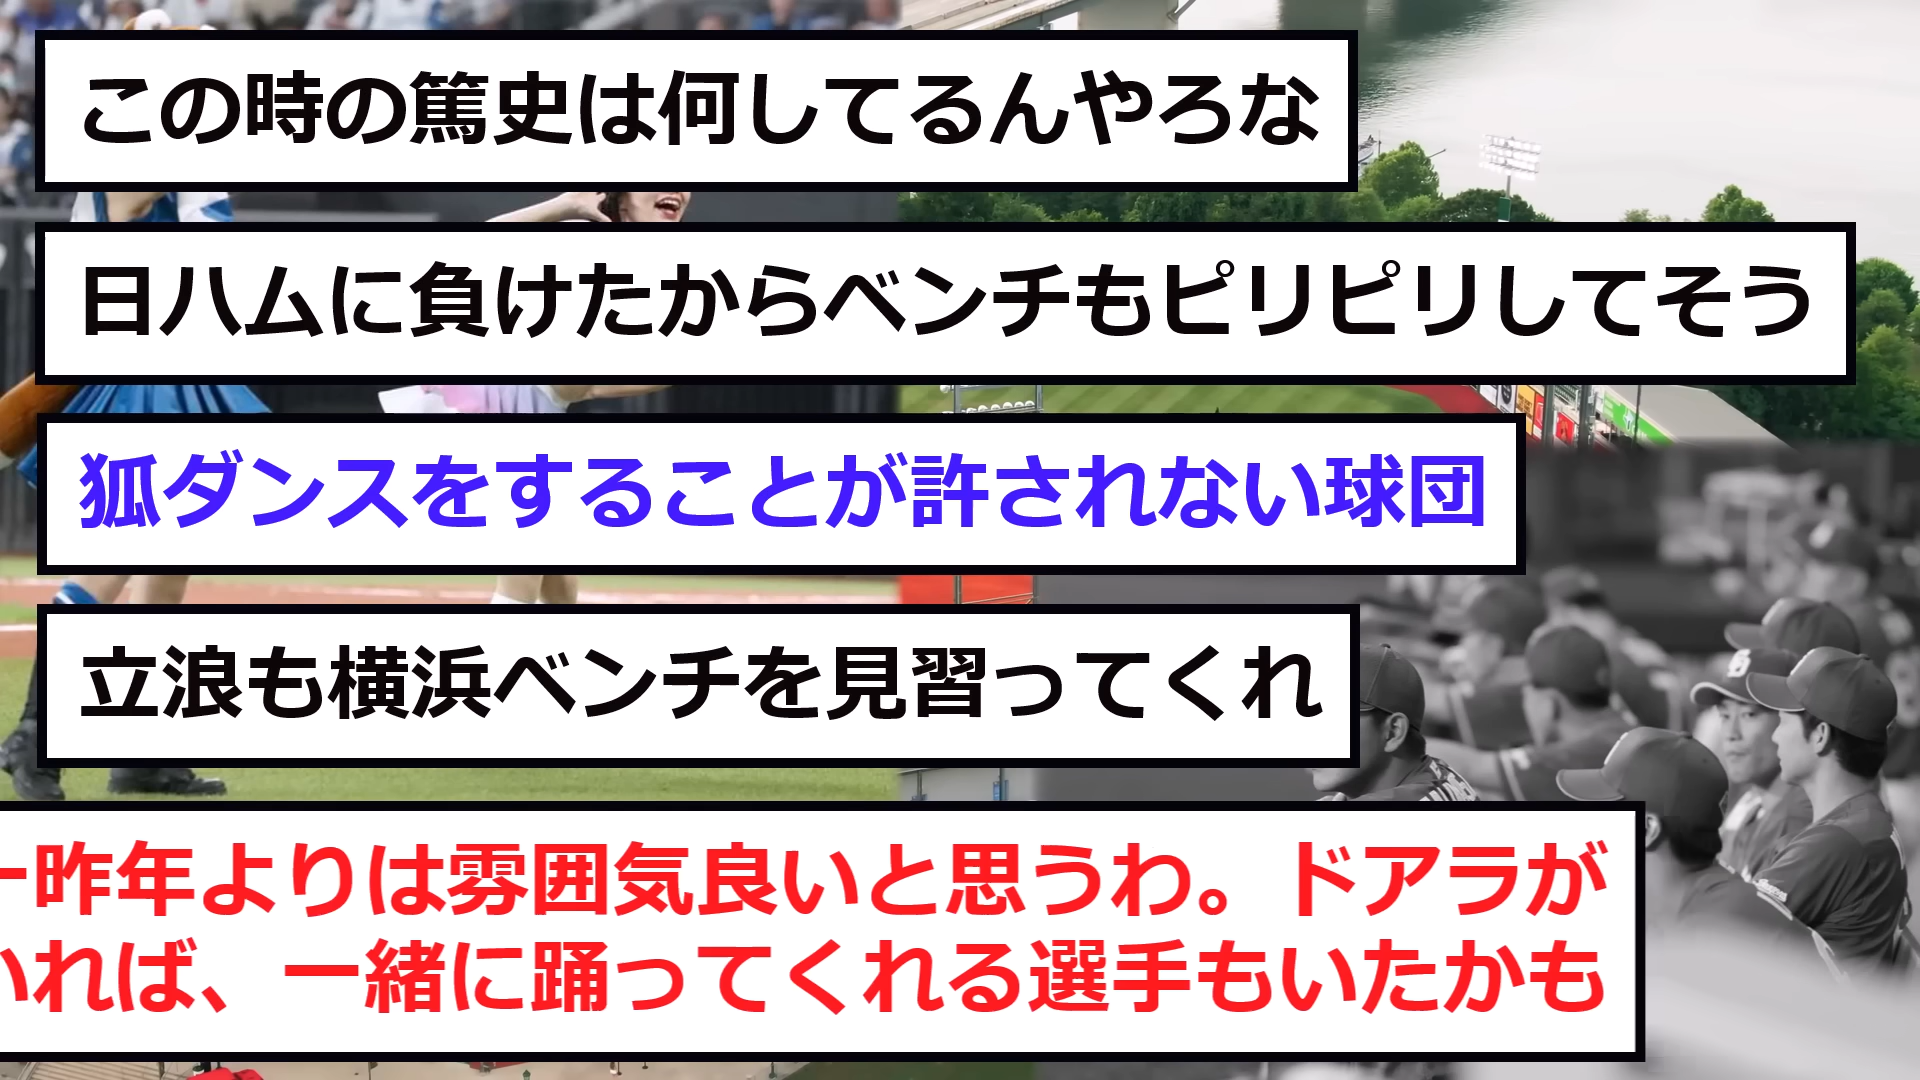 この時の篤史は何してるんやろな
日ハムに負けたからベンチもピリピリしてそう
狐ダンスをすることが許されない球団
立浪も横浜ベンチを見習ってくれ
一昨年よりは雰囲気良いと思うわ。ドアラが
いれば、一緒に踊ってくれる選手もいたかも